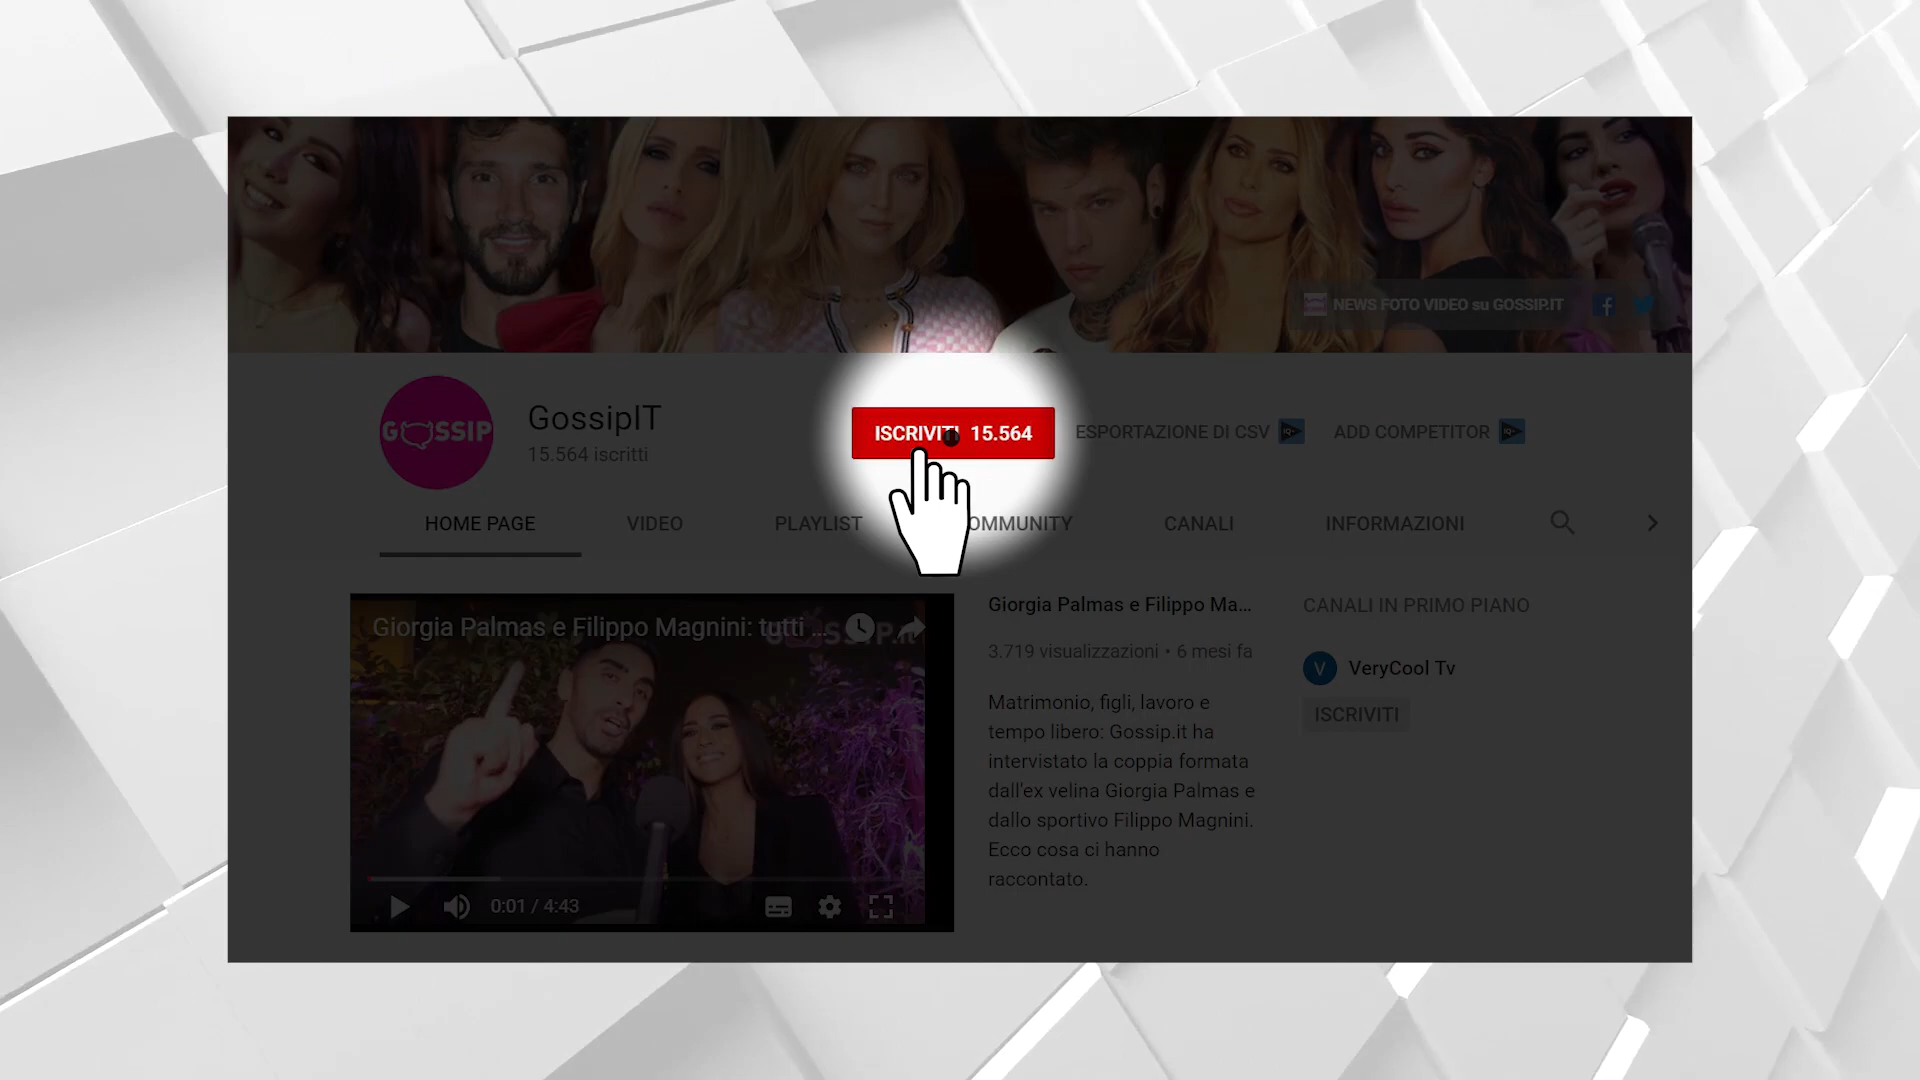 NEWS FOTO VIDEO su GOSSIP.IT
GOSSIP
GossipIT
15.564 iscritti
ISCRIVITI 15.564
ESPORTAZIONE DI CSV
ADD COMPETITOR
HOME PAGE
VIDEO
PLAYLIST
OMMUNITY
CANALI
INFORMAZIONI
Giorgia Palmas e Filippo Magnini: tutti ...
GOSSIP.it
0:01 / 4:43
Giorgia Palmas e Filippo Ma...
3.719 visualizzazioni • 6 mesi fa
Matrimonio, figli, lavoro e
tempo libero: Gossip.it ha
intervistato la coppia formata
dall'ex velina Giorgia Palmas e
dallo sportivo Filippo Magnini.
Ecco cosa ci hanno
raccontato.
CANALI IN PRIMO PIANO
V VeryCool Tv
ISCRIVITI